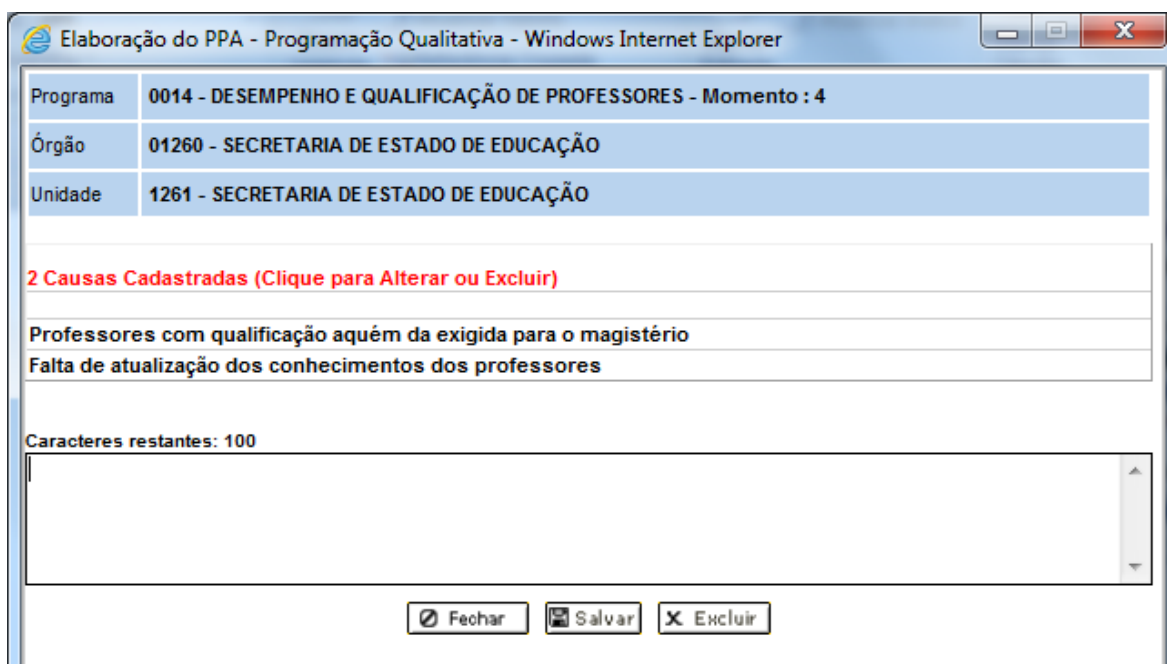 Elaboração do PPA - Programação Qualitativa - Windows Internet Explorer
Programa 0014 - DESEMPENHO E QUALIFICAÇÃO DE PROFESSORES - Momento : 4
Órgão 01260 - SECRETARIA DE ESTADO DE EDUCAÇÃO
Unidade 1261 - SECRETARIA DE ESTADO DE EDUCAÇÃO
2 Causas Cadastradas (Clique para Alterar ou Excluir)
Professores com qualificação aquém da exigida para o magistério
Falta de atualização dos conhecimentos dos professores
Caracteres restantes: 100
Fechar Salvar Excluir